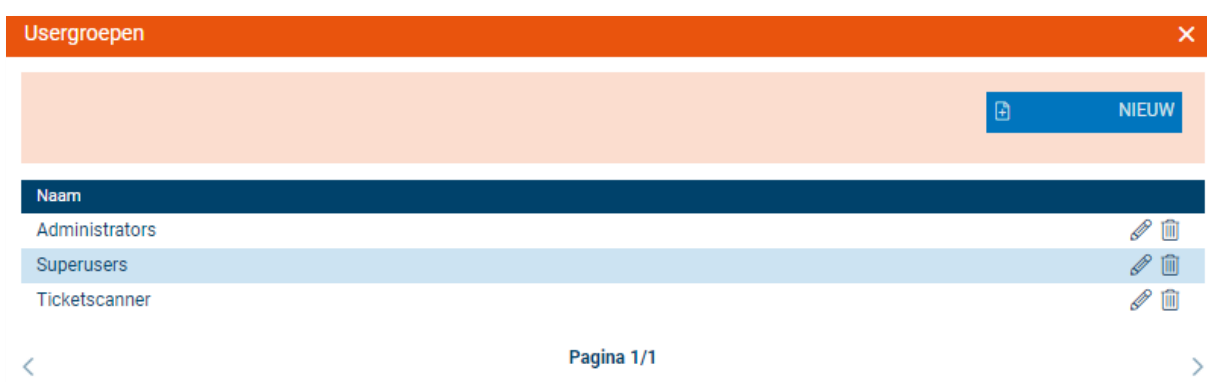 Usergroepen
NIEUW
Naam
Administrators
Superusers
Ticketscanner
Pagina 1/1